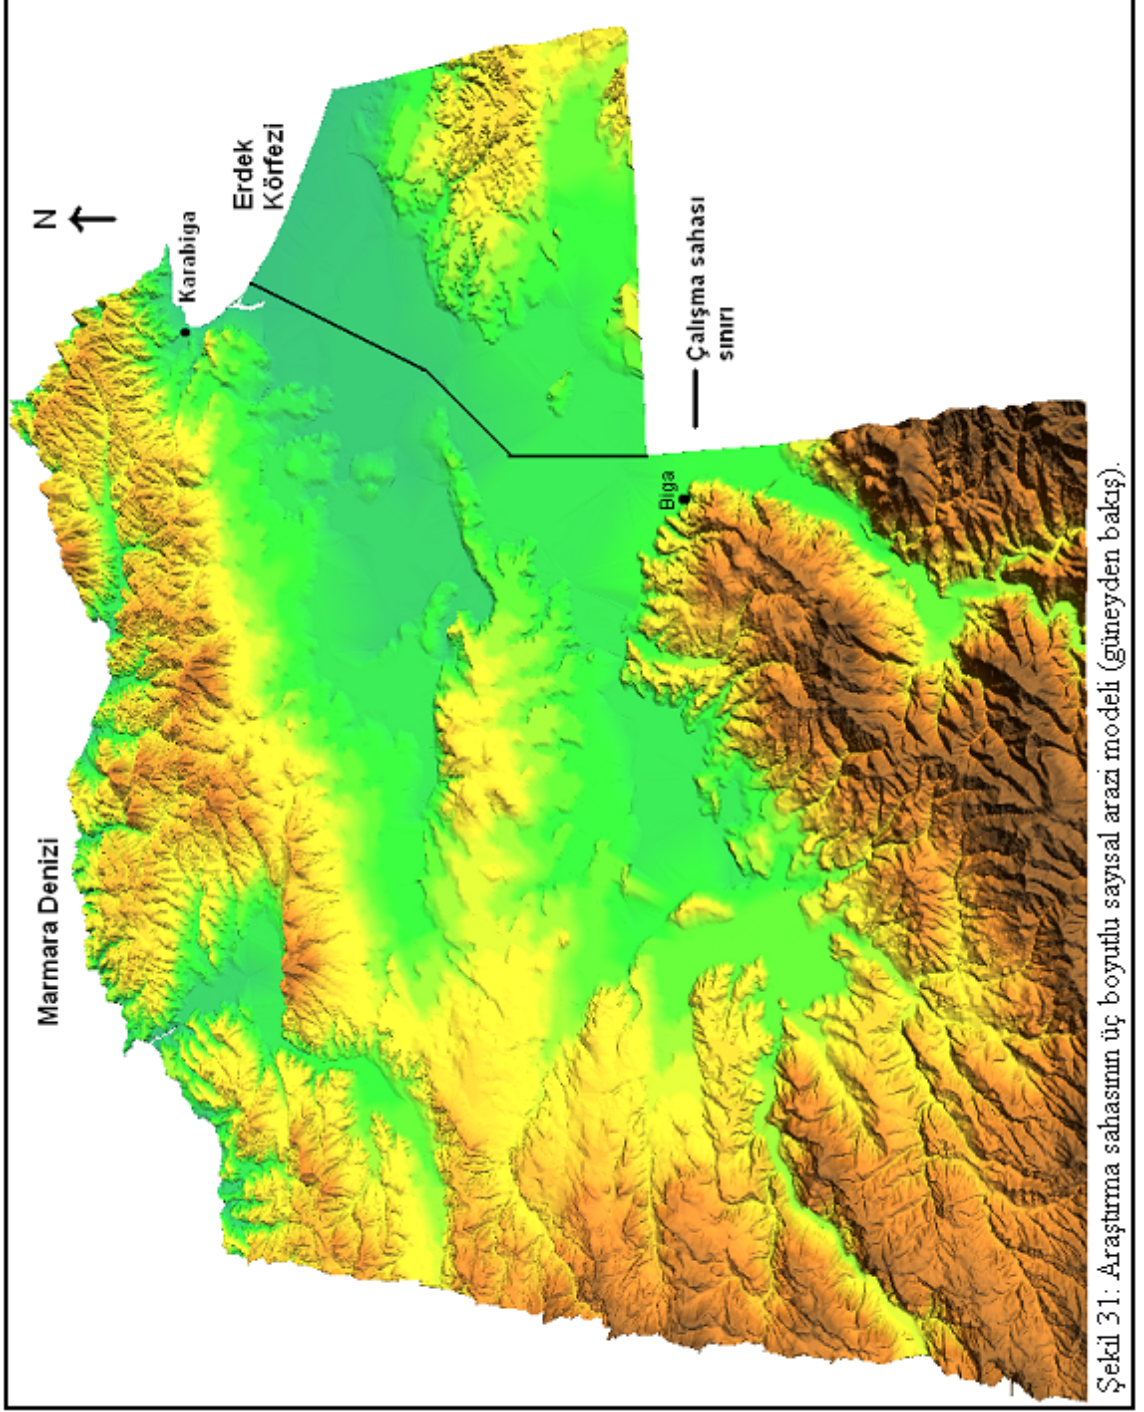 Marmara Denizi
N
Karabiga
Erdek
Körfezi
Biga
Çalışma sahası
sınırı
Şekil 31: Araştırma sahasının üç boyutlu sayısal arazi modeli (güneyden bakış).